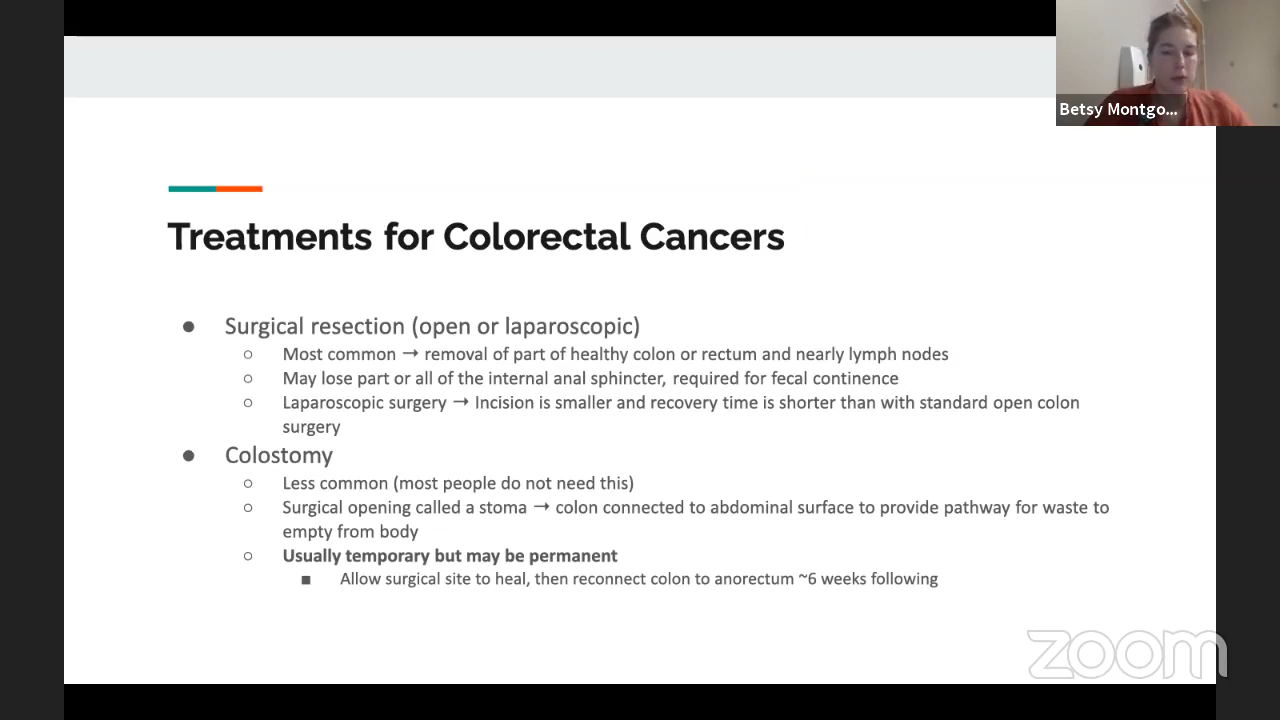 Betsy Montgo...
Treatments for Colorectal Cancers
● Surgical resection (open or laparoscopic)
○ Most common → removal of part of healthy colon or rectum and nearly lymph nodes
○ May lose part or all of the internal anal sphincter, required for fecal continence
○ Laparoscopic surgery → Incision is smaller and recovery time is shorter than with standard open colon
surgery
● Colostomy
○ Less common (most people do not need this)
○ Surgical opening called a stoma → colon connected to abdominal surface to provide pathway for waste to
empty from body
○ Usually temporary but may be permanent
■ Allow surgical site to heal, then reconnect colon to anorectum ~6 weeks following
zoom